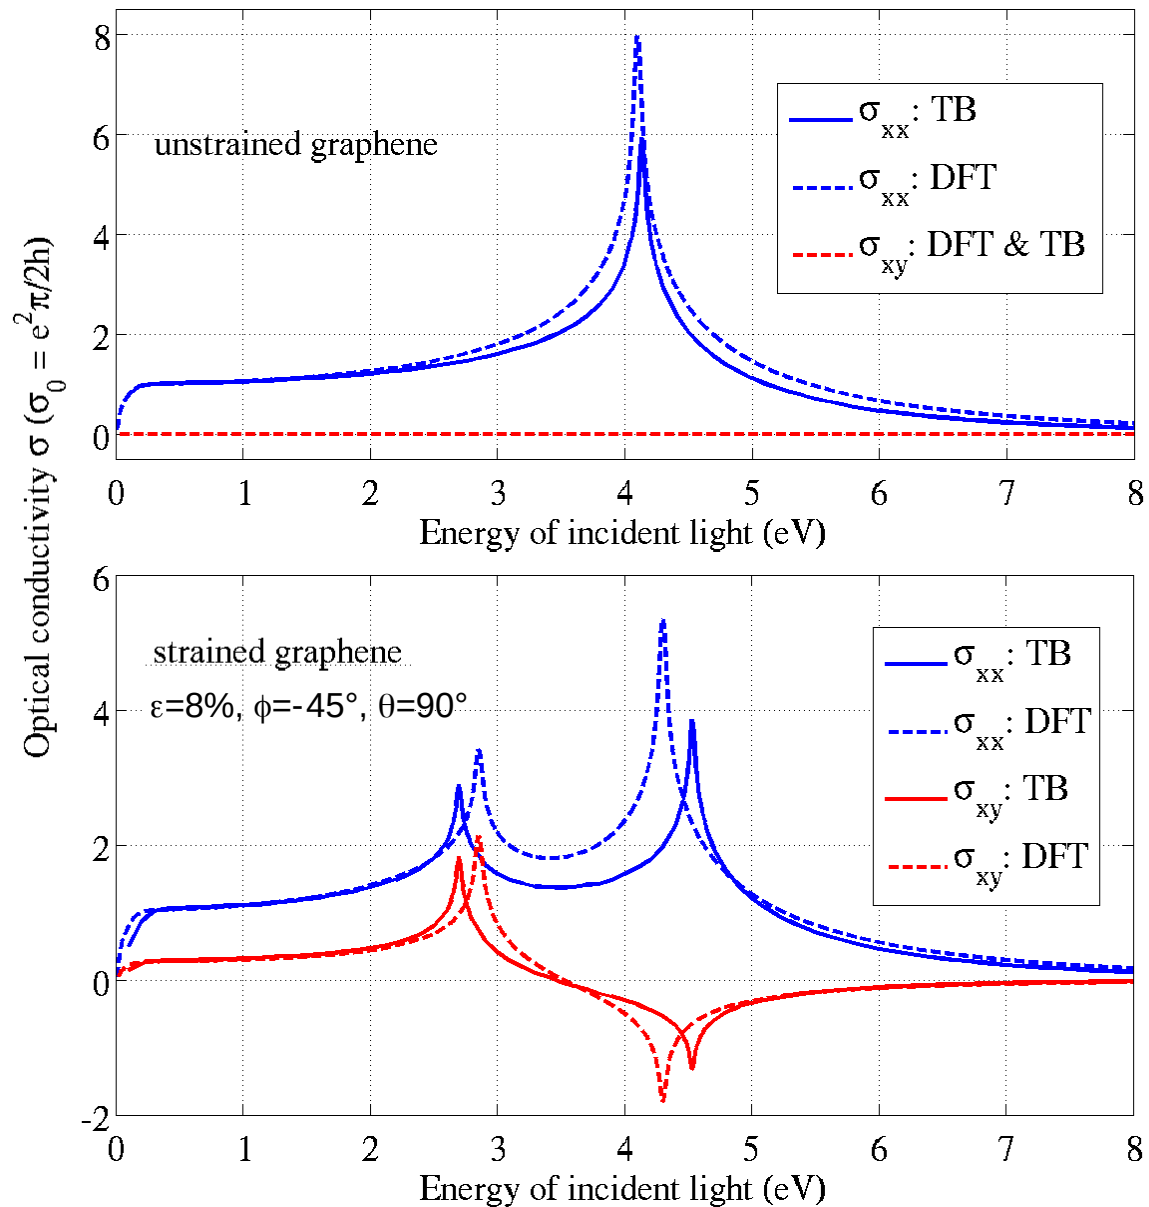 Optical conductivity σ (σ₀ = e²π/2h)
8
6
4
2
0
unstrained graphene
σxx: TB
σxx: DFT
σxy: DFT & TB
0 1 2 3 4 5 6 7 8
Energy of incident light (eV)
6
4
2
0
-2
strained graphene
ε=8%, ϕ=-45°, θ=90°
σxx: TB
σxx: DFT
σxy: TB
σxy: DFT
0 1 2 3 4 5 6 7 8
Energy of incident light (eV)